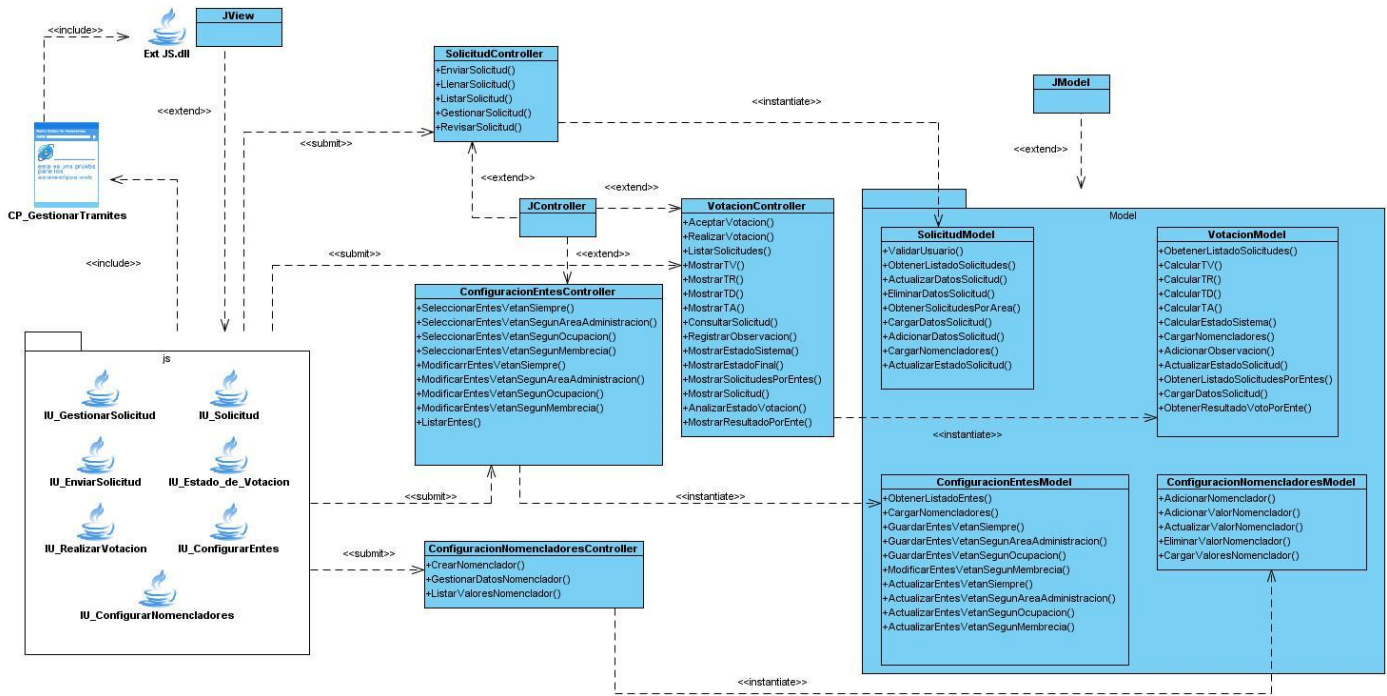 <<include>>
Ext JS.dll
JView
<<extend>>
CP_GestionarTramites
<<include>>
SolicitudController
+EnviarSolicitud()
+LlenarSolicitud()
+ListarSolicitud()
+GestionarSolicitud()
+RevisarSolicitud()
<<submit>>
<<instantiate>>
JModel
<<extend>>
<<extend>>
<<extend>>
JController
<<extend>>
<<submit>>
VotacionController
+AceptarVotacion()
+RealizarVotacion()
+ListarSolicitudes()
+MostrarTV()
+MostrarTR()
+MostrarTD()
+MostrarTA()
+ConsultarSolicitud()
+RegistrarObservacion()
+MostrarEstadoSistema()
+MostrarEstadoFinal()
+MostrarSolicitudesPorEntes()
+MostrarSolicitud()
+AnalizarEstadoVotacion()
+MostrarResultadoPorEnte()
ConfiguracionEntesController
+SeleccionarEntesVetanSiempre()
+SeleccionarEntesVetanSegunAreaAdministracion()
+SeleccionarEntesVetanSegunOcupacion()
+SeleccionarEntesVetanSegunMembrecia()
+ModificarrEntesVetanSiempre()
+ModificarEntesVetanSegunAreaAdministracion()
+ModificarEntesVetanSegunOcupacion()
+ModificarEntesVetanSegunMembrecia()
+ListarEntes()
Model
SolicitudModel
+ValidarUsuario()
+ObtenerListadoSolicitudes()
+ActualizarDatosSolicitud()
+EliminarDatosSolicitud()
+ObtenerSolicitudesPorArea()
+CargarDatosSolicitud()
+AdicionarDatosSolicitud()
+CargarNomencladores()
+ActualizarEstadoSolicitud()
VotacionModel
+ObetenerListadoSolicitudes()
+CalcularTV()
+CalcularTR()
+CalcularTD()
+CalcularTA()
+CalcularEstadoSistema()
+CargarNomencladores()
+AdicionarObservacion()
+ActualizarEstadoSolicitud()
+ObtenerListadoSolicitudesPorEntes()
+CargarDatosSolicitud()
+ObtenerResultadoVotoPorEnte()
<<instantiate>>
js
IU_GestionarSolicitud
IU_Solicitud
IU_EnviarSolicitud
IU_Estado_de_Votacion
IU_RealizarVotacion
IU_ConfigurarEntes
IU_ConfigurarNomencladores
<<submit>>
<<instantiate>>
<<submit>>
ConfiguracionNomencladoresController
+CrearNomenclador()
+GestionarDatosNomenclador()
+ListarValoresNomenclador()
ConfiguracionEntesModel
+ObtenerListadoEntes()
+CargarNomencladores()
+GuardarEntesVetanSiempre()
+GuardarEntesVetanSegunAreaAdministracion()
+GuardarEntesVetanSegunOcupacion()
+ModificarEntesVetanSegunMembrecia()
+ActualizarEntesVetanSiempre()
+ActualizarEntesVetanSegunAreaAdministracion()
+ActualizarEntesVetanSegunOcupacion()
+ActualizarEntesVetanSegunMembrecia()
ConfiguracionNomencladoresModel
+AdicionarNomenclador()
+AdicionarValorNomenclador()
+ActualizarValorNomenclador()
+EliminarValorNomenclador()
+CargarValoresNomenclador()
<<instantiate>>